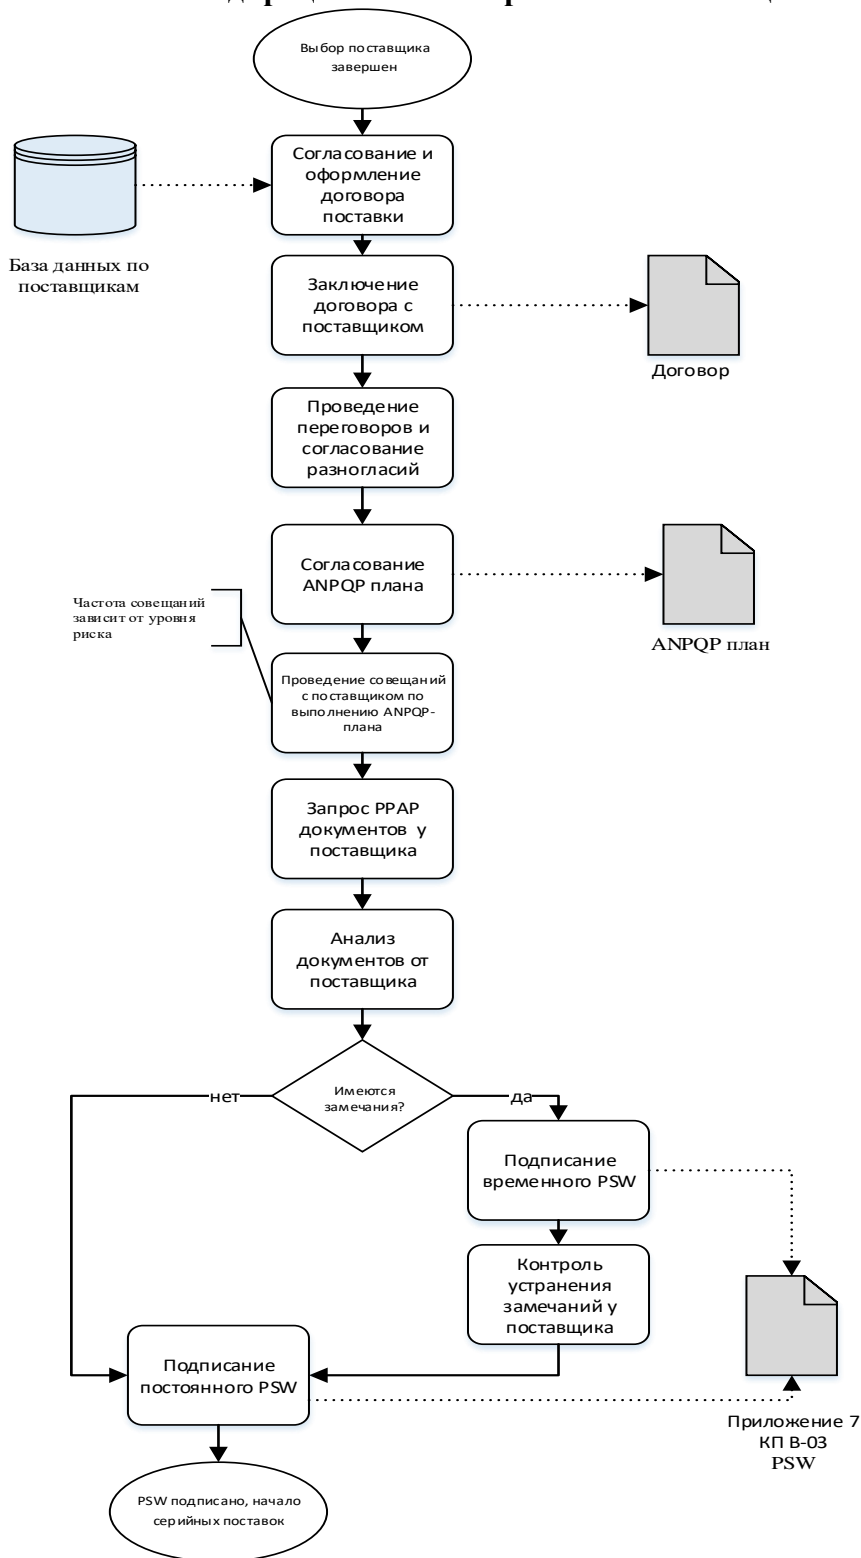 Выбор поставщика
завершен
Согласование и
оформление
договора
поставки
База данных по
поставщикам
Заключение
договора с
поставщиком
Договор
Проведение
переговоров и
согласование
разногласий
Согласование
ANPQP плана
ANPQP план
Частота совещаний
зависит от уровня
риска
Проведение совещаний
с поставщиком по
выполнению ANPQP-
плана
Запрос PPAP
документов у
поставщика
Анализ
документов от
поставщика
Имеются
замечания?
нет
да
Подписание
временного PSW
Контроль
устранения
замечаний у
поставщика
Подписание
постоянного PSW
Приложение 7
КП В-03
PSW
PSW подписано, начало
серийных поставок